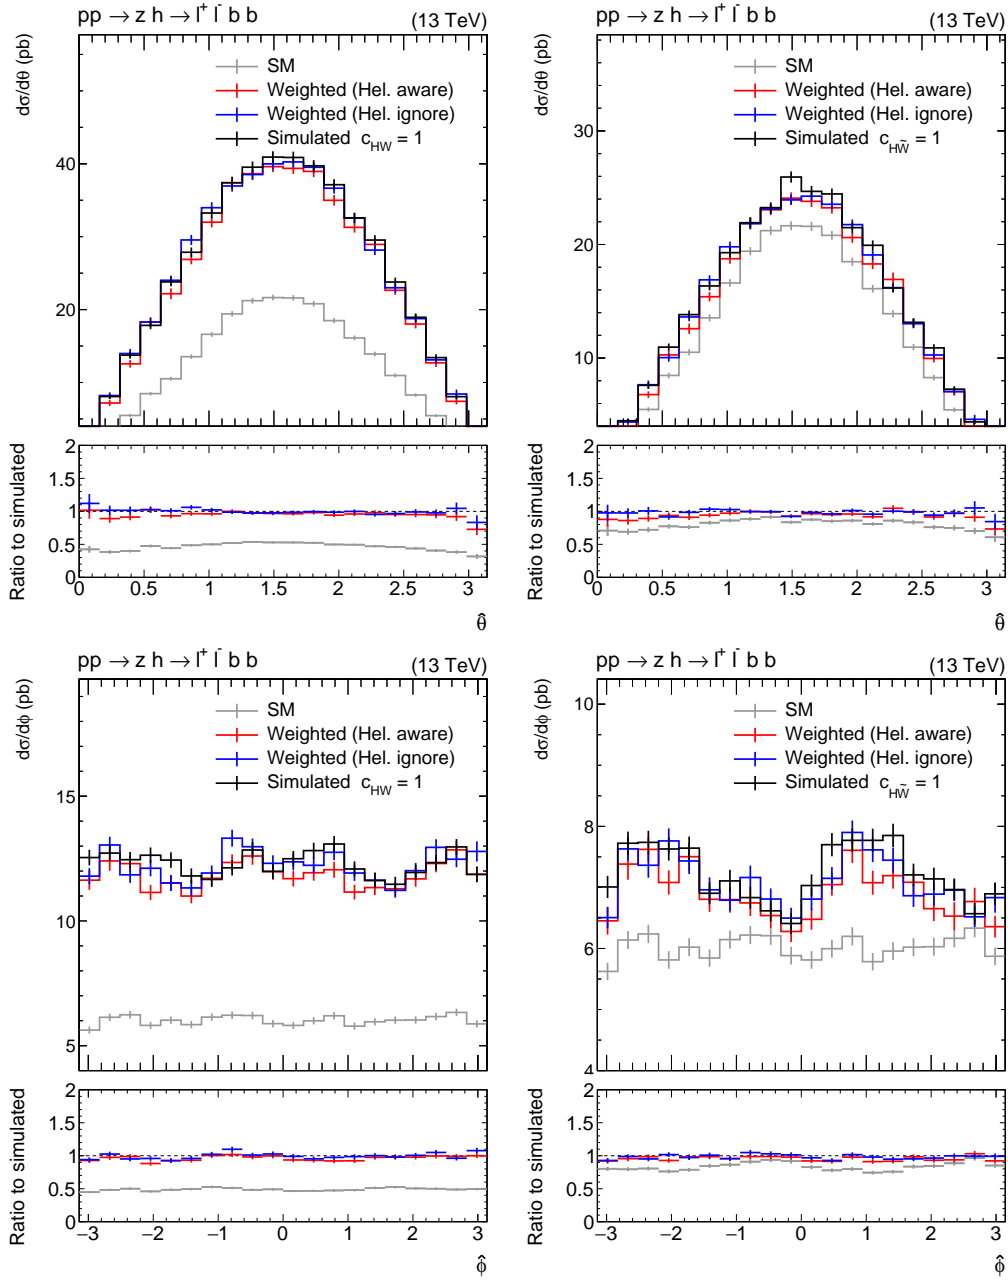 pp → z h → l⁺ l⁻ b b (13 TeV)
dσ/dθ (pb)
SM
Weighted (Hel. aware)
Weighted (Hel. ignore)
Simulated c_HW = 1
40
20
Ratio to simulated
2
1.5
1
0.5
0
0 0.5 1 1.5 2 2.5 3
θ̂
pp → z h → l⁺ l⁻ b b (13 TeV)
dσ/dθ (pb)
SM
Weighted (Hel. aware)
Weighted (Hel. ignore)
Simulated c_HW̃ = 1
30
20
10
Ratio to simulated
2
1.5
1
0.5
0
0 0.5 1 1.5 2 2.5 3
θ̂
pp → z h → l⁺ l⁻ b b (13 TeV)
dσ/dϕ (pb)
SM
Weighted (Hel. aware)
Weighted (Hel. ignore)
Simulated c_HW = 1
15
10
5
Ratio to simulated
2
1.5
1
0.5
0
−3 −2 −1 0 1 2 3
ϕ̂
pp → z h → l⁺ l⁻ b b (13 TeV)
dσ/dϕ (pb)
SM
Weighted (Hel. aware)
Weighted (Hel. ignore)
Simulated c_HW̃ = 1
10
8
6
4
Ratio to simulated
2
1.5
1
0.5
0
−3 −2 −1 0 1 2 3
ϕ̂